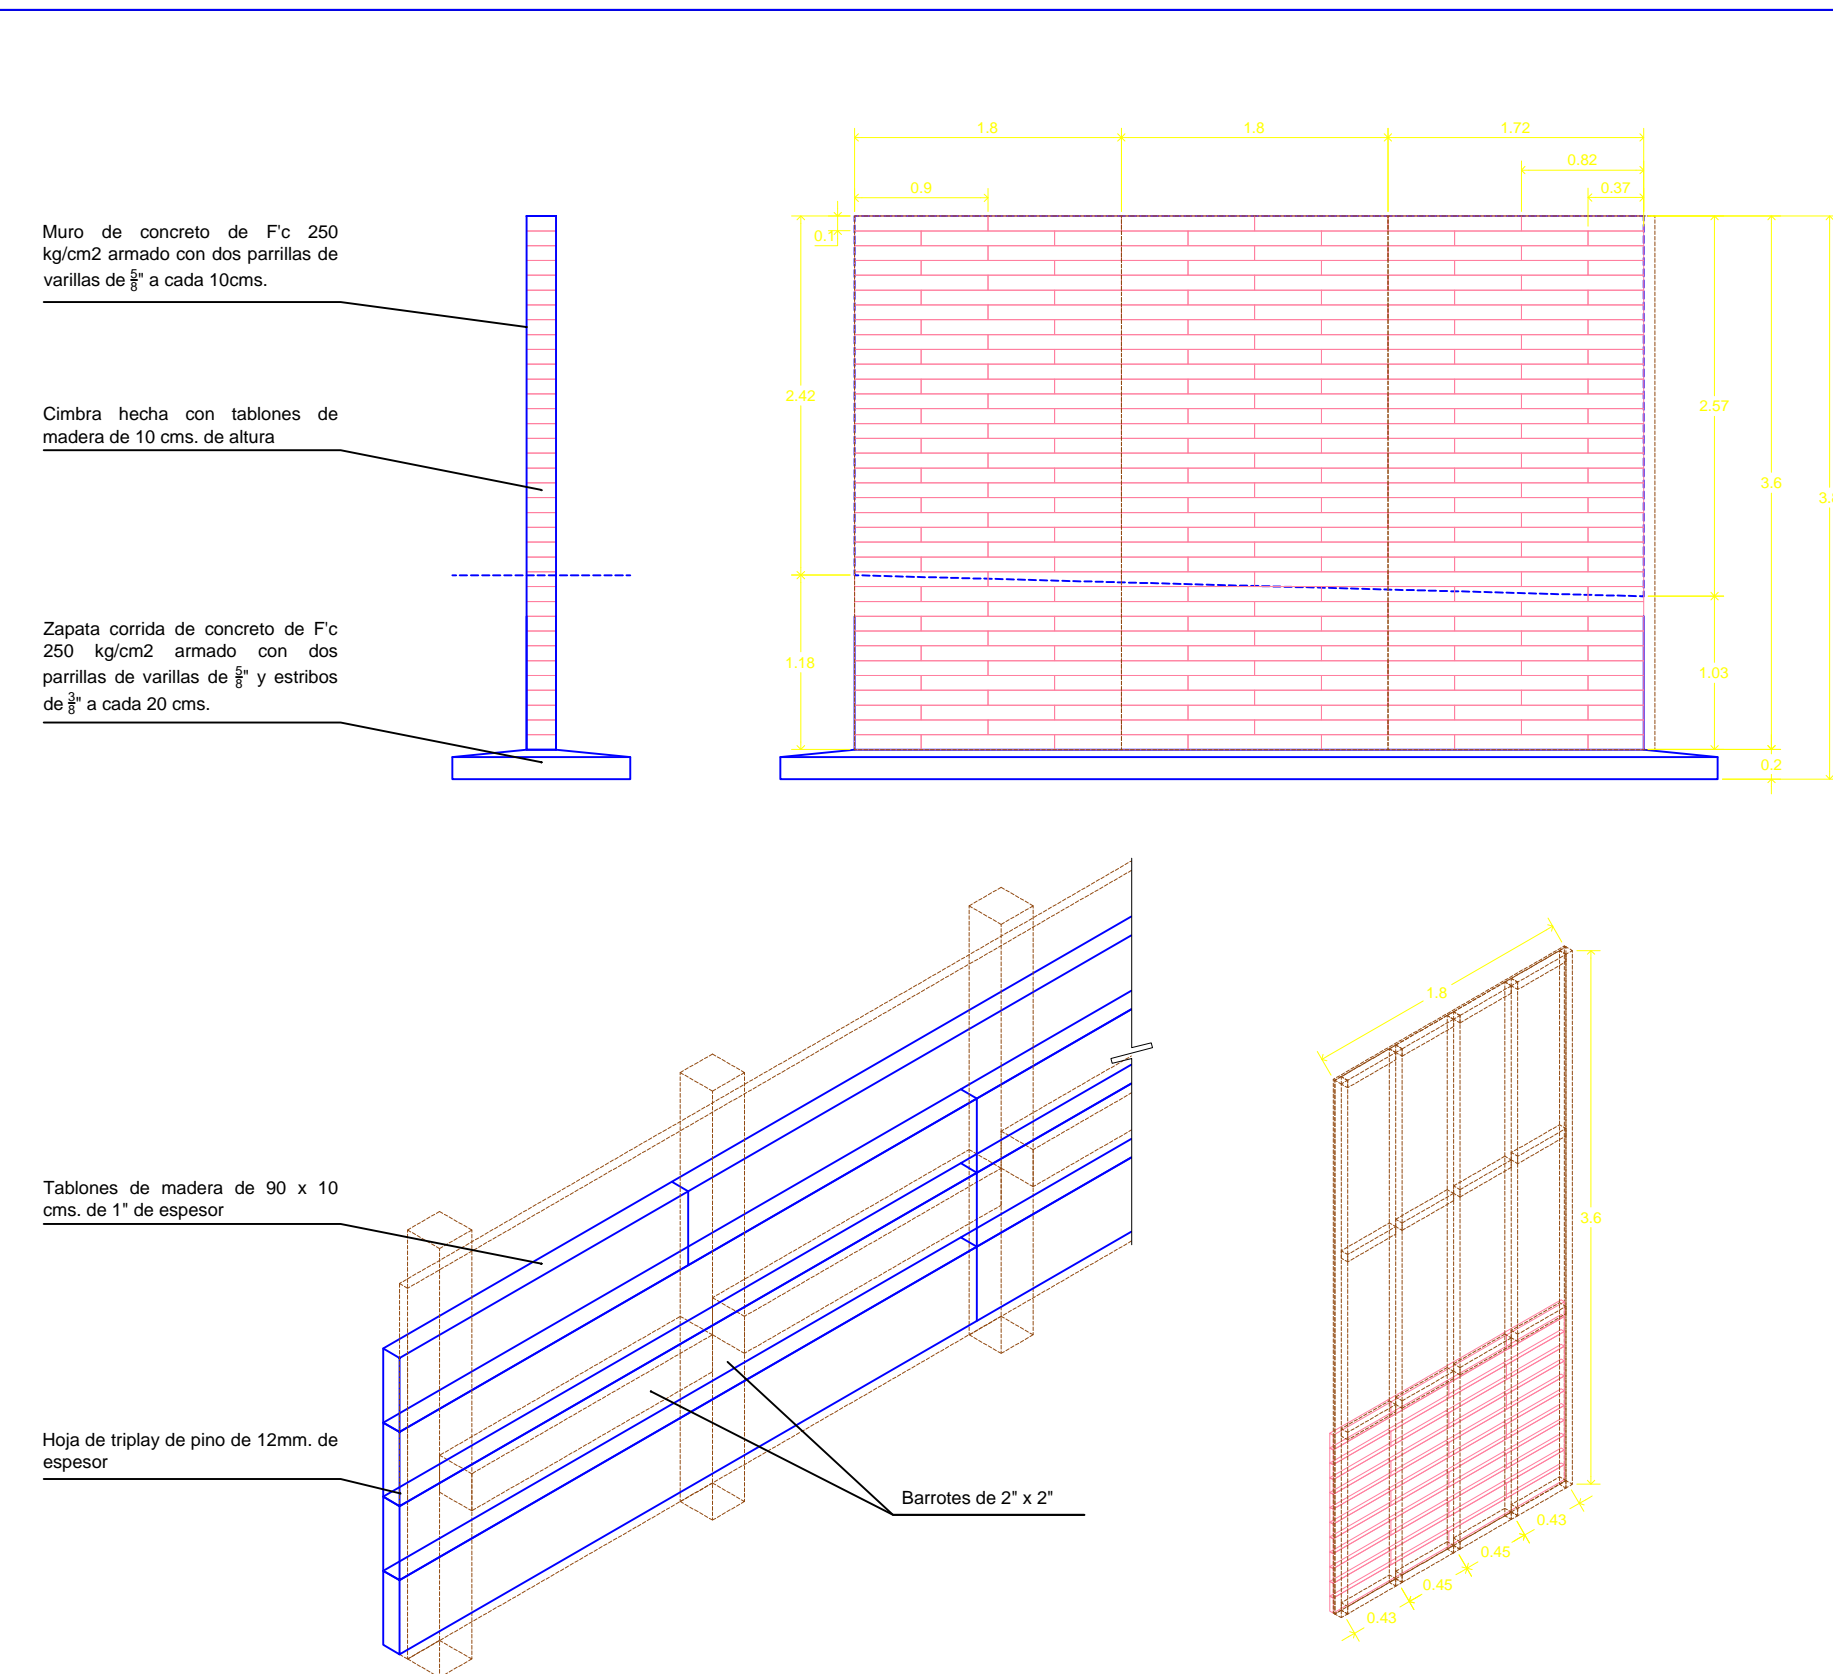 1.8 1.8 1.72
0.82
0.9 0.37
0.1
Muro de concreto de F'c 250
kg/cm2 armado con dos parrillas de
varillas de 5/8" a cada 10cms.
2.42 2.57
Cimbra hecha con tablones de
madera de 10 cms. de altura
3.6
Zapata corrida de concreto de F'c
250 kg/cm2 armado con dos
parrillas de varillas de 5/8" y estribos
de 3/8" a cada 20 cms.
1.18 1.03
0.2
1.8
Tablones de madera de 90 x 10
cms. de 1" de espesor
3.6
Hoja de triplay de pino de 12mm. de
espesor
Barrotes de 2" x 2"
0.43
0.45
0.45
0.43